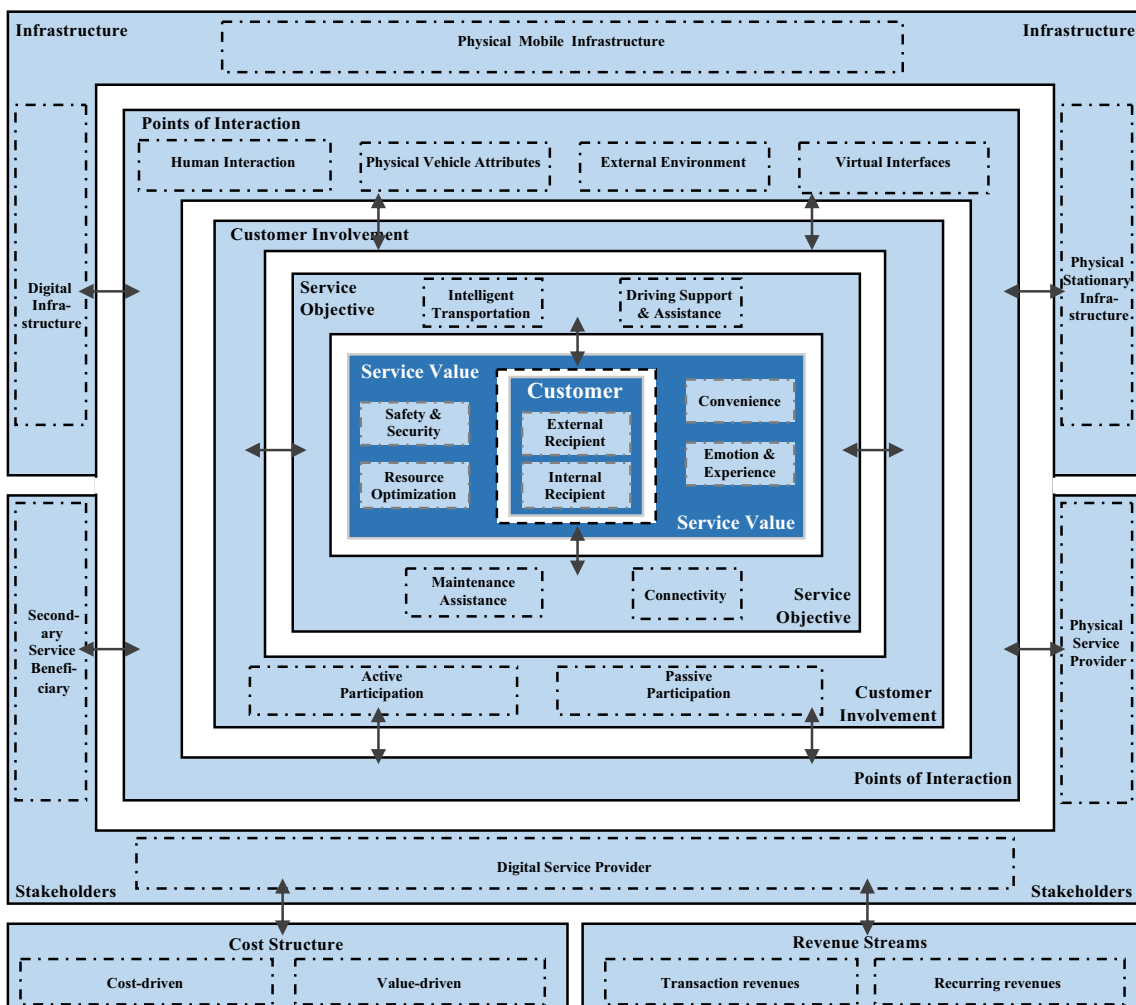 Infrastructure
Infrastructure
Physical Mobile Infrastructure
Points of Interaction
Human Interaction
Physical Vehicle Attributes
External Environment
Virtual Interfaces
Customer Involvement
Digital
Infra-
structure
Physical
Stationary
Infra-
structure
Service
Objective
Intelligent
Transportation
Driving Support
& Assistance
Service Value
Customer
Safety &
Security
Resource
Optimization
External
Recipient
Internal
Recipient
Convenience
Emotion &
Experience
Service Value
Maintenance
Assistance
Connectivity
Service
Objective
Second-
ary
Service
Benefi-
ciary
Physical
Service
Provider
Active
Participation
Passive
Participation
Customer
Involvement
Points of Interaction
Digital Service Provider
Stakeholders
Stakeholders
Cost Structure
Cost-driven
Value-driven
Revenue Streams
Transaction revenues
Recurring revenues